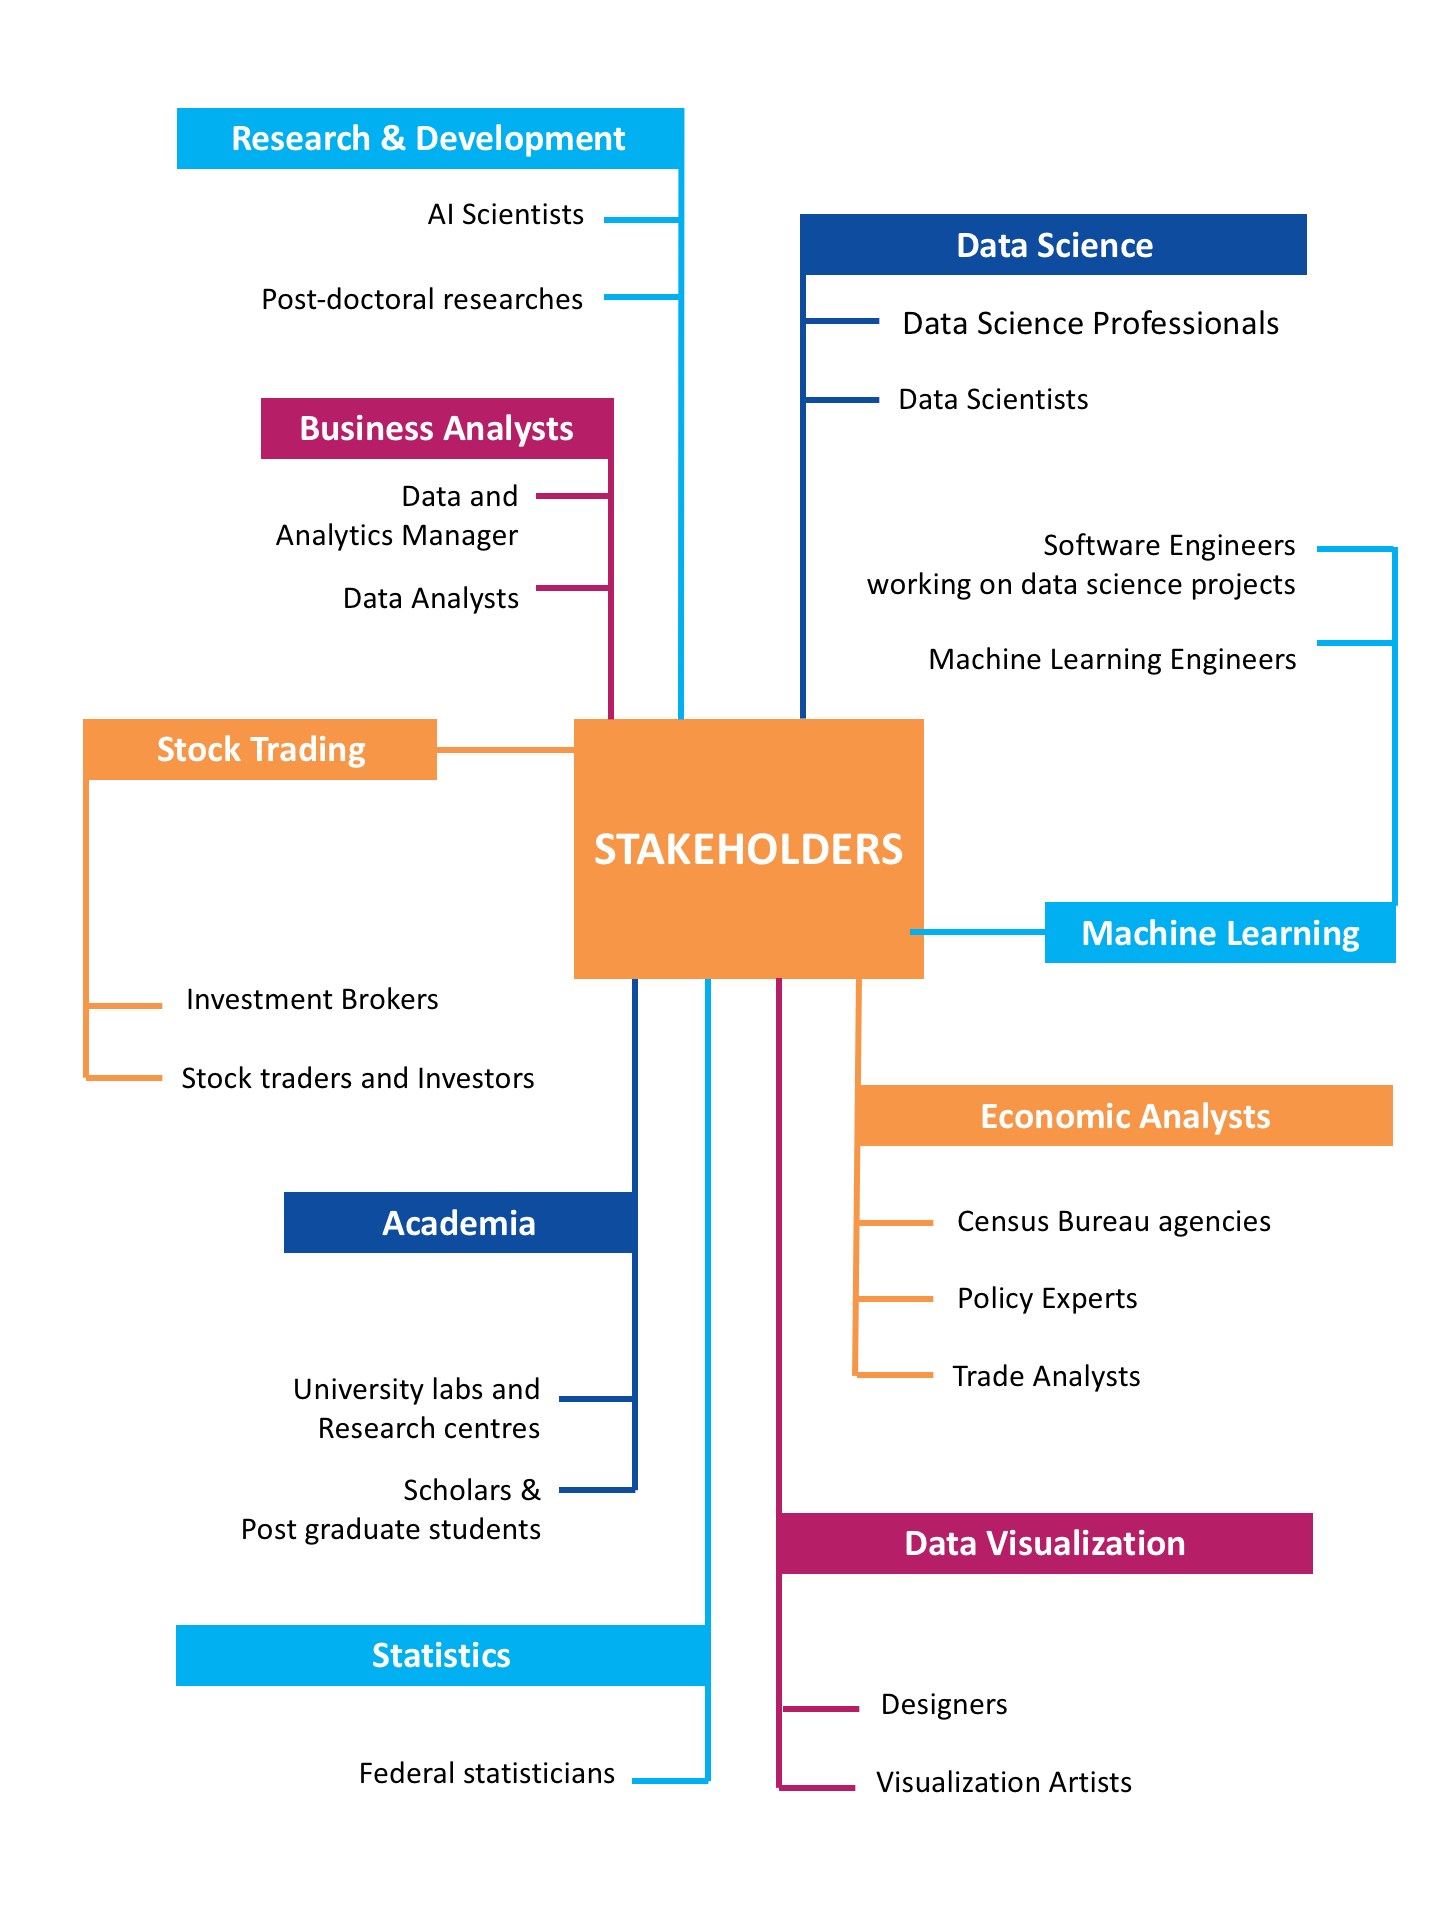 Research & Development
AI Scientists
Post-doctoral researches
Data Science
Data Science Professionals
Data Scientists
Business Analysts
Data and
Analytics Manager
Data Analysts
Software Engineers
working on data science projects
Machine Learning Engineers
Stock Trading
STAKEHOLDERS
Machine Learning
Investment Brokers
Stock traders and Investors
Economic Analysts
Census Bureau agencies
Policy Experts
Trade Analysts
Academia
University labs and
Research centres
Scholars &
Post graduate students
Data Visualization
Designers
Visualization Artists
Statistics
Federal statisticians